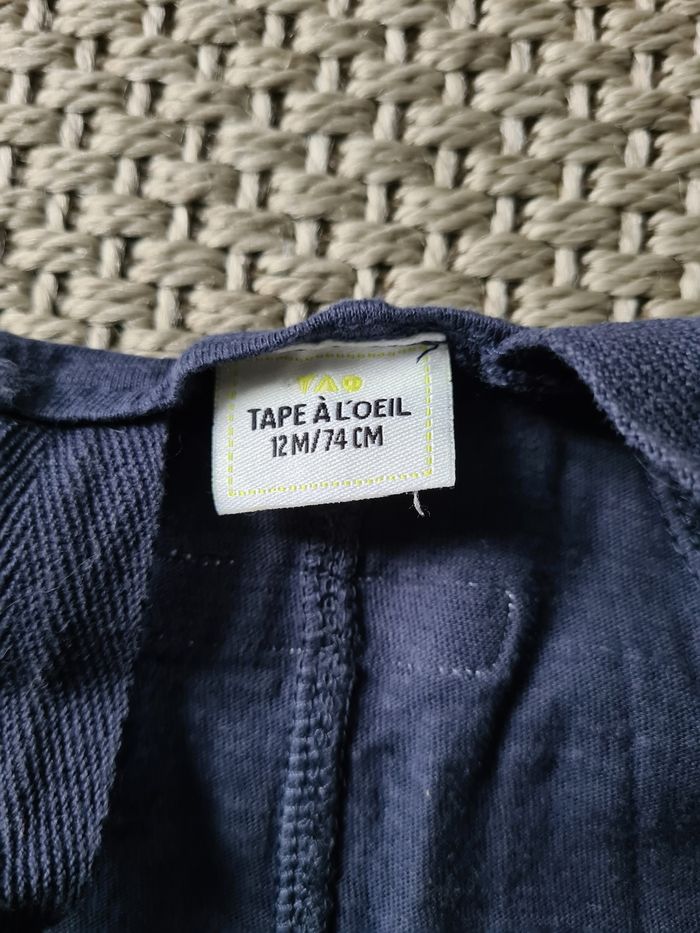 TAO
TAPE À L'OEIL
12M/74 CM